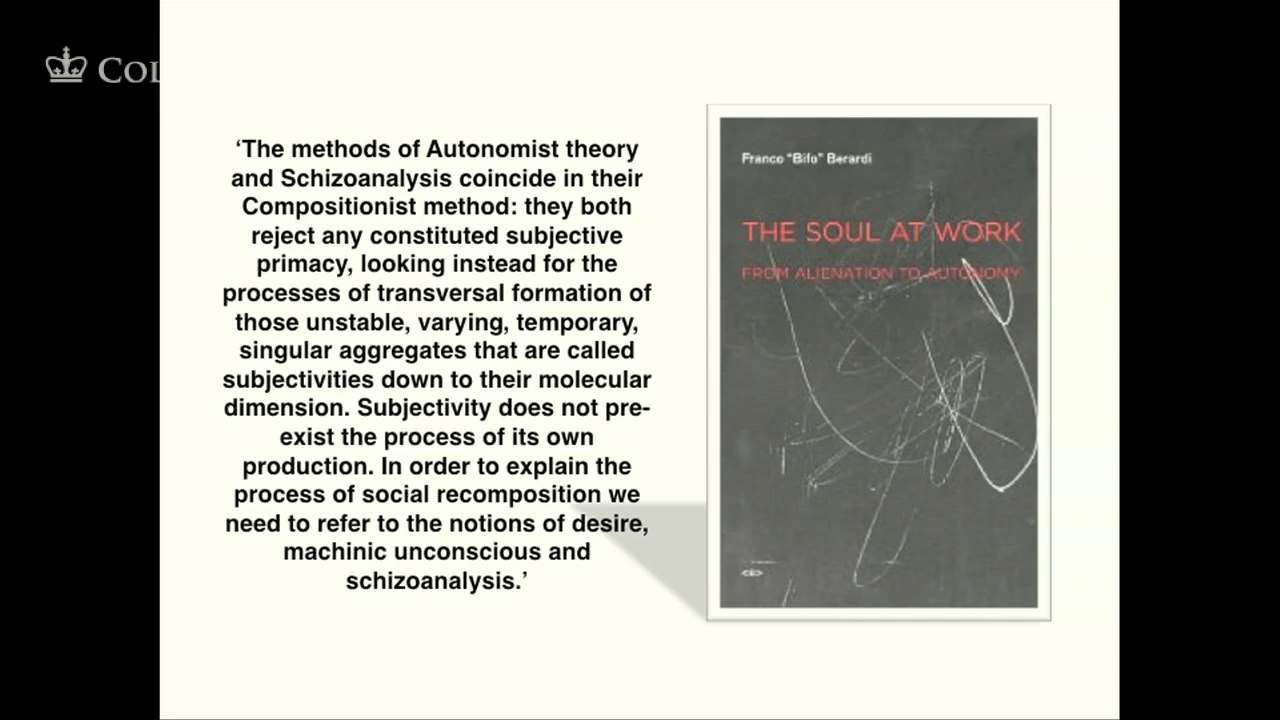 COL
‘The methods of Autonomist theory
and Schizoanalysis coincide in their
Compositionist method: they both
reject any constituted subjective
primacy, looking instead for the
processes of transversal formation of
those unstable, varying, temporary,
singular aggregates that are called
subjectivities down to their molecular
dimension. Subjectivity does not pre-
exist the process of its own
production. In order to explain the
process of social recomposition we
need to refer to the notions of desire,
machinic unconscious and
schizoanalysis.’
Franco "Bifo" Berardi
THE SOUL AT WORK
FROM ALIENATION TO AUTONOMY